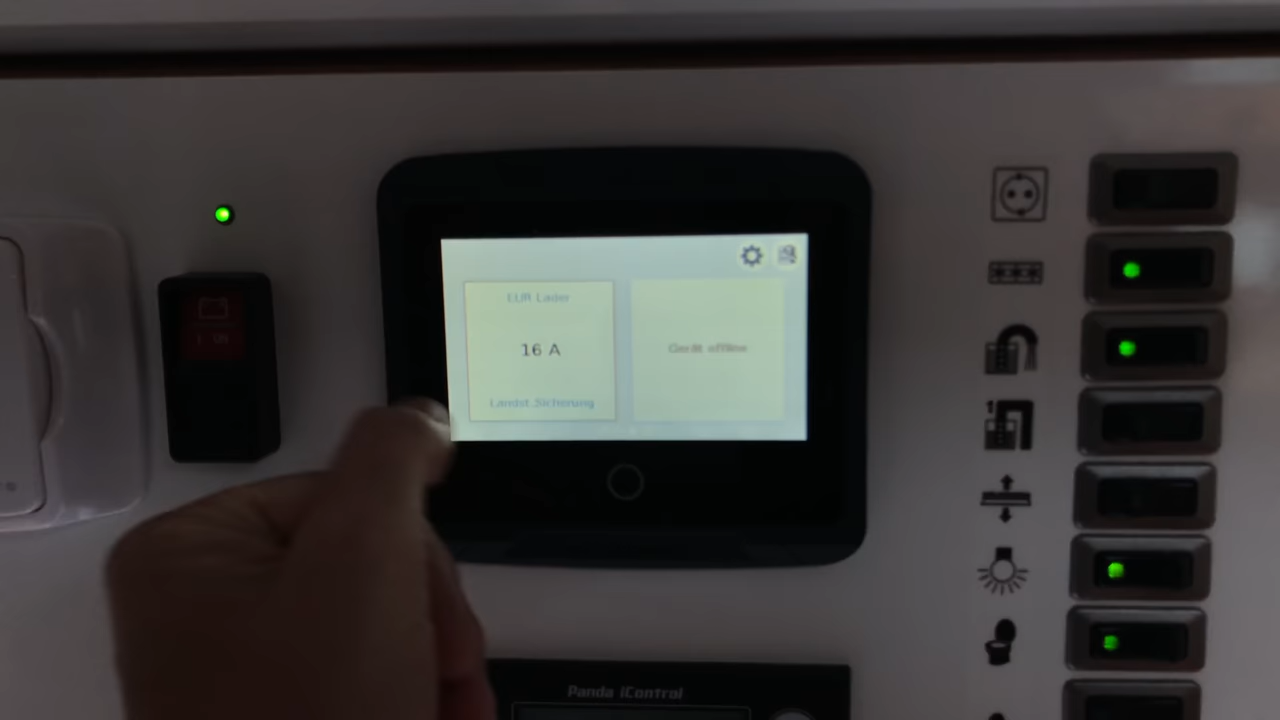 EUR Lader
16 A
Landst.Sicherung
Gerät offline
Panda iControl